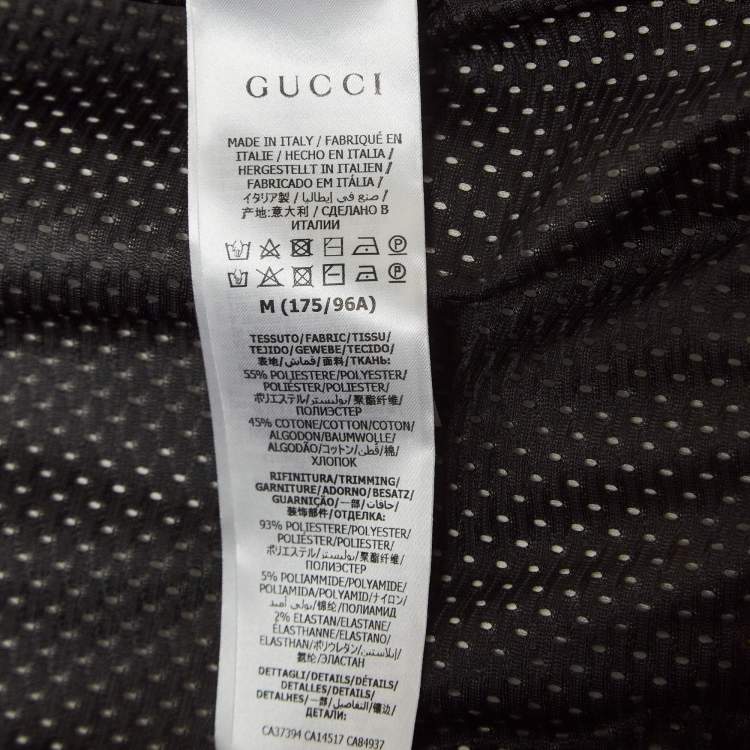 GUCCI
MADE IN ITALY / FABRIQUÉ EN
ITALIE / HECHO EN ITALIA /
HERGESTELLT IN ITALIEN /
FABRICADO EM ITÁLIA /
イタリア製 / صنع في إيطاليا /
产地:意大利 / СДЕЛАНО В
ИТАЛИИ
M (175/96A)
TESSUTO/FABRIC/TISSU/
TEJIDO/GEWEBE/TECIDO/
表地/قماش/面料/ТКАНЬ:
55% POLIESTERE/POLYESTER/
POLIÉSTER/POLIÉSTER/
ポリエステル/بوليستر/聚酯纤维/
ПОЛИЭСТЕР
45% COTONE/COTTON/COTON/
ALGODON/BAUMWOLLE/
ALGODÃO/コットン/قطن/棉/
ХЛОПОК
RIFINITURA/TRIMMING/
GARNITURE/ADORNO/BESATZ/
GUARNIÇÃO/一部/حافات/
装饰部件/ОТДЕЛКА:
93% POLIESTERE/POLYESTER/
POLIÉSTER/POLIÉSTER/
ポリエステル/بوليستر/聚酯纤维/
ПОЛИЭСТЕР
5% POLIAMMIDE/POLYAMIDE/
POLIAMIDA/POLYAMID/ナイロン/
بولي أميد/锦纶/ПОЛИАМИД
2% ELASTAN/ELASTANE/
ÉLASTHANNE/ELASTANO/
ELASTHAN/ポリウレタン/إيلاستين/
氨纶/ЭЛАСТАН
DETTAGLI/DETAILS/DÉTAILS/
DETALLES/DETAILS/
DETALHES/一部/التفاصيل/镶边/
ДЕТАЛИ:
CA37394 CA14517 CA84937